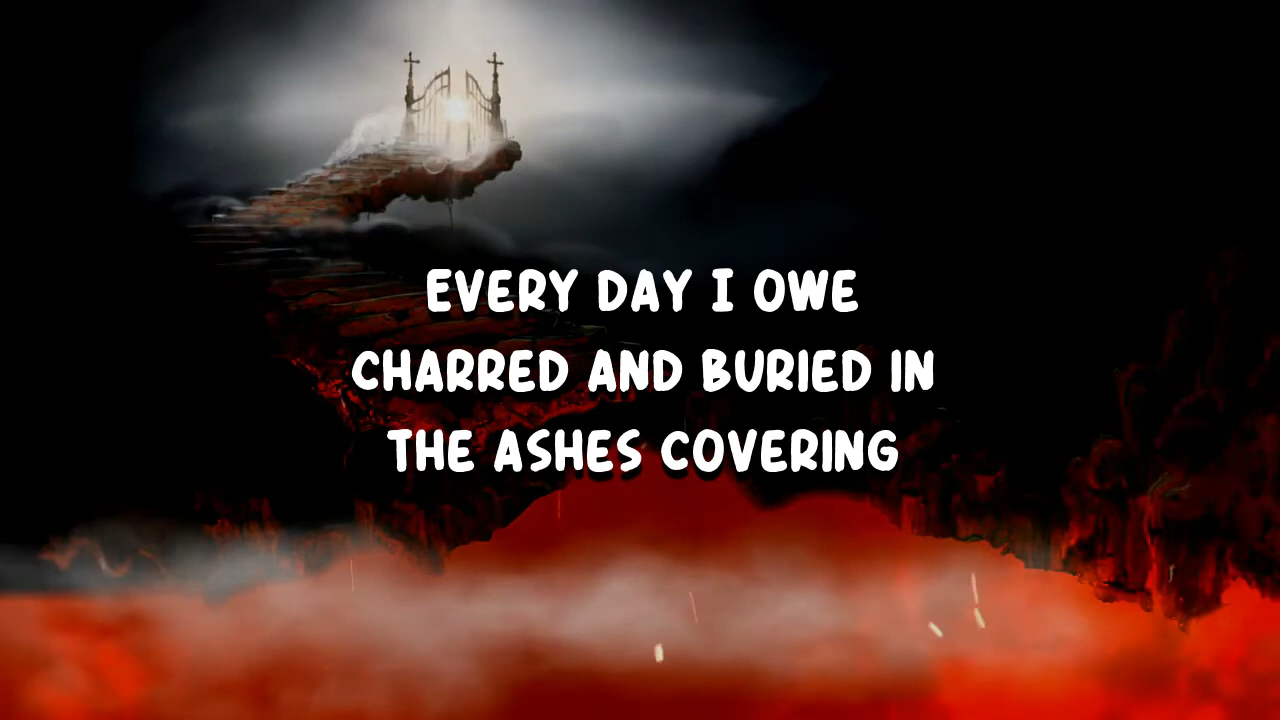 EVERY DAY I OWE
CHARRED AND BURIED IN
THE ASHES COVERING